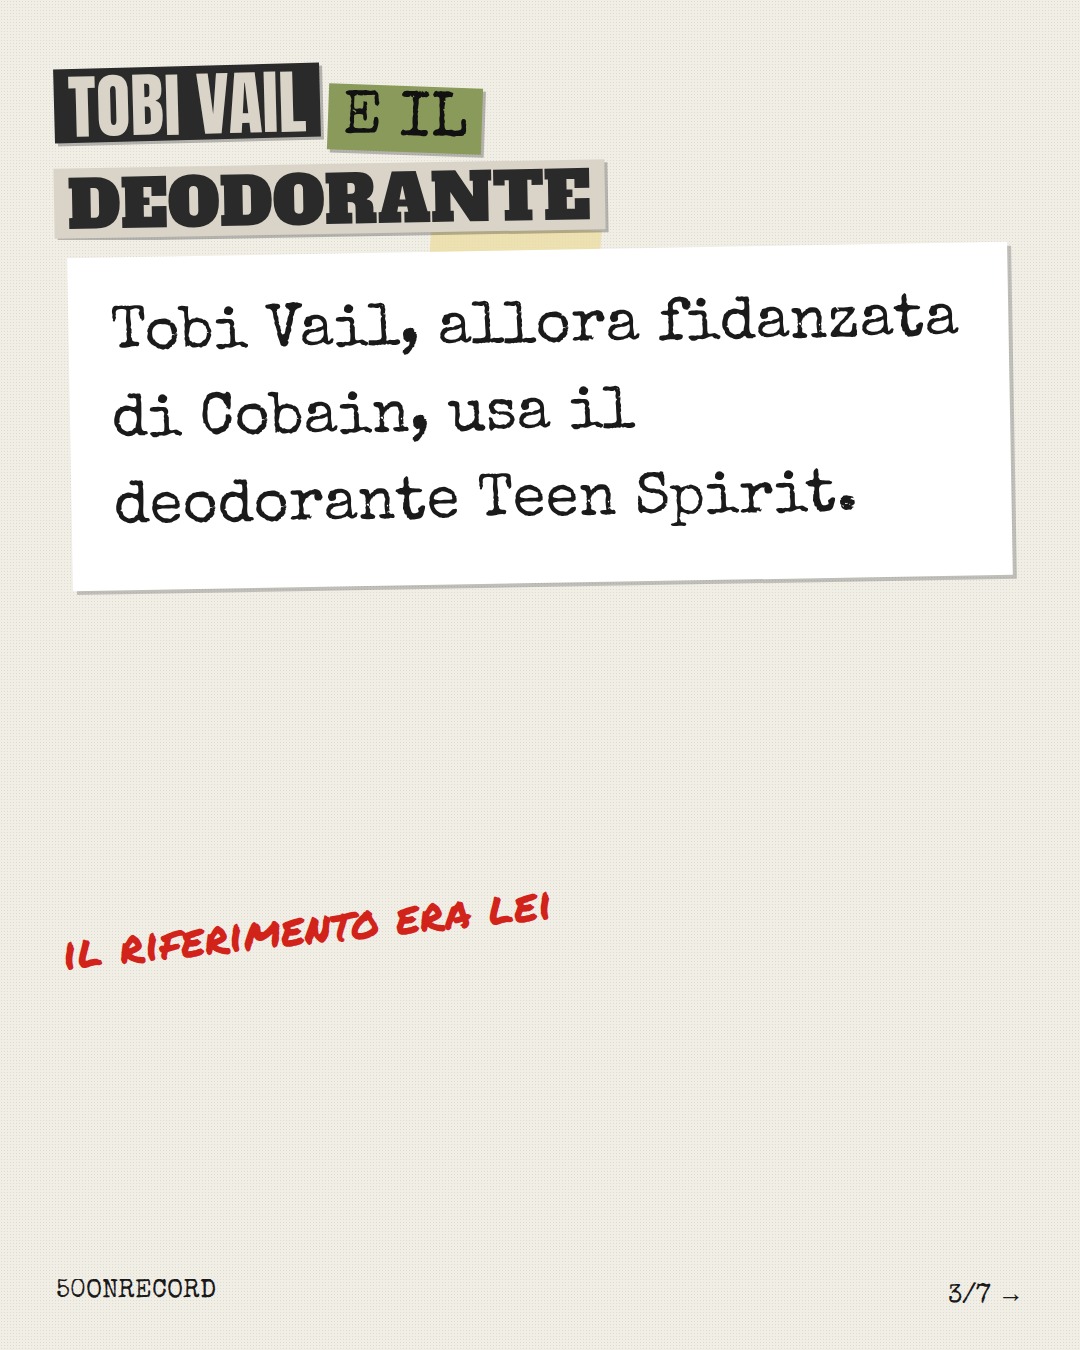 TOBI VAIL E IL
DEODORANTE
Tobi Vail, allora fidanzata
di Cobain, usa il
deodorante Teen Spirit.
IL RIFERIMENTO ERA LEI
50ONRECORD
3/7 →